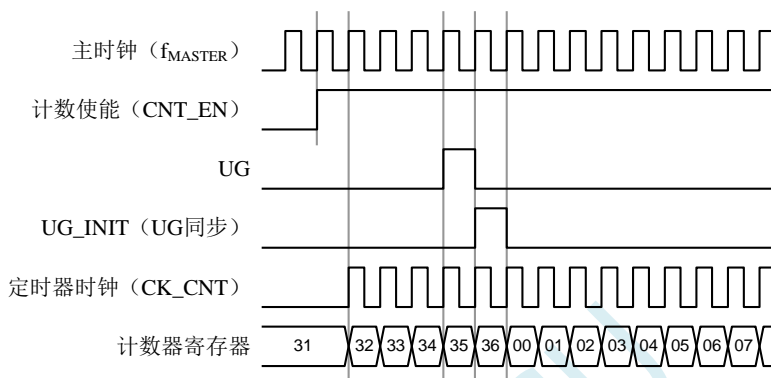 主时钟（fMASTER）
计数使能（CNT_EN）
UG
UG_INIT（UG同步）
定时器时钟（CK_CNT）
计数器寄存器 31 32 33 34 35 36 00 01 02 03 04 05 06 07